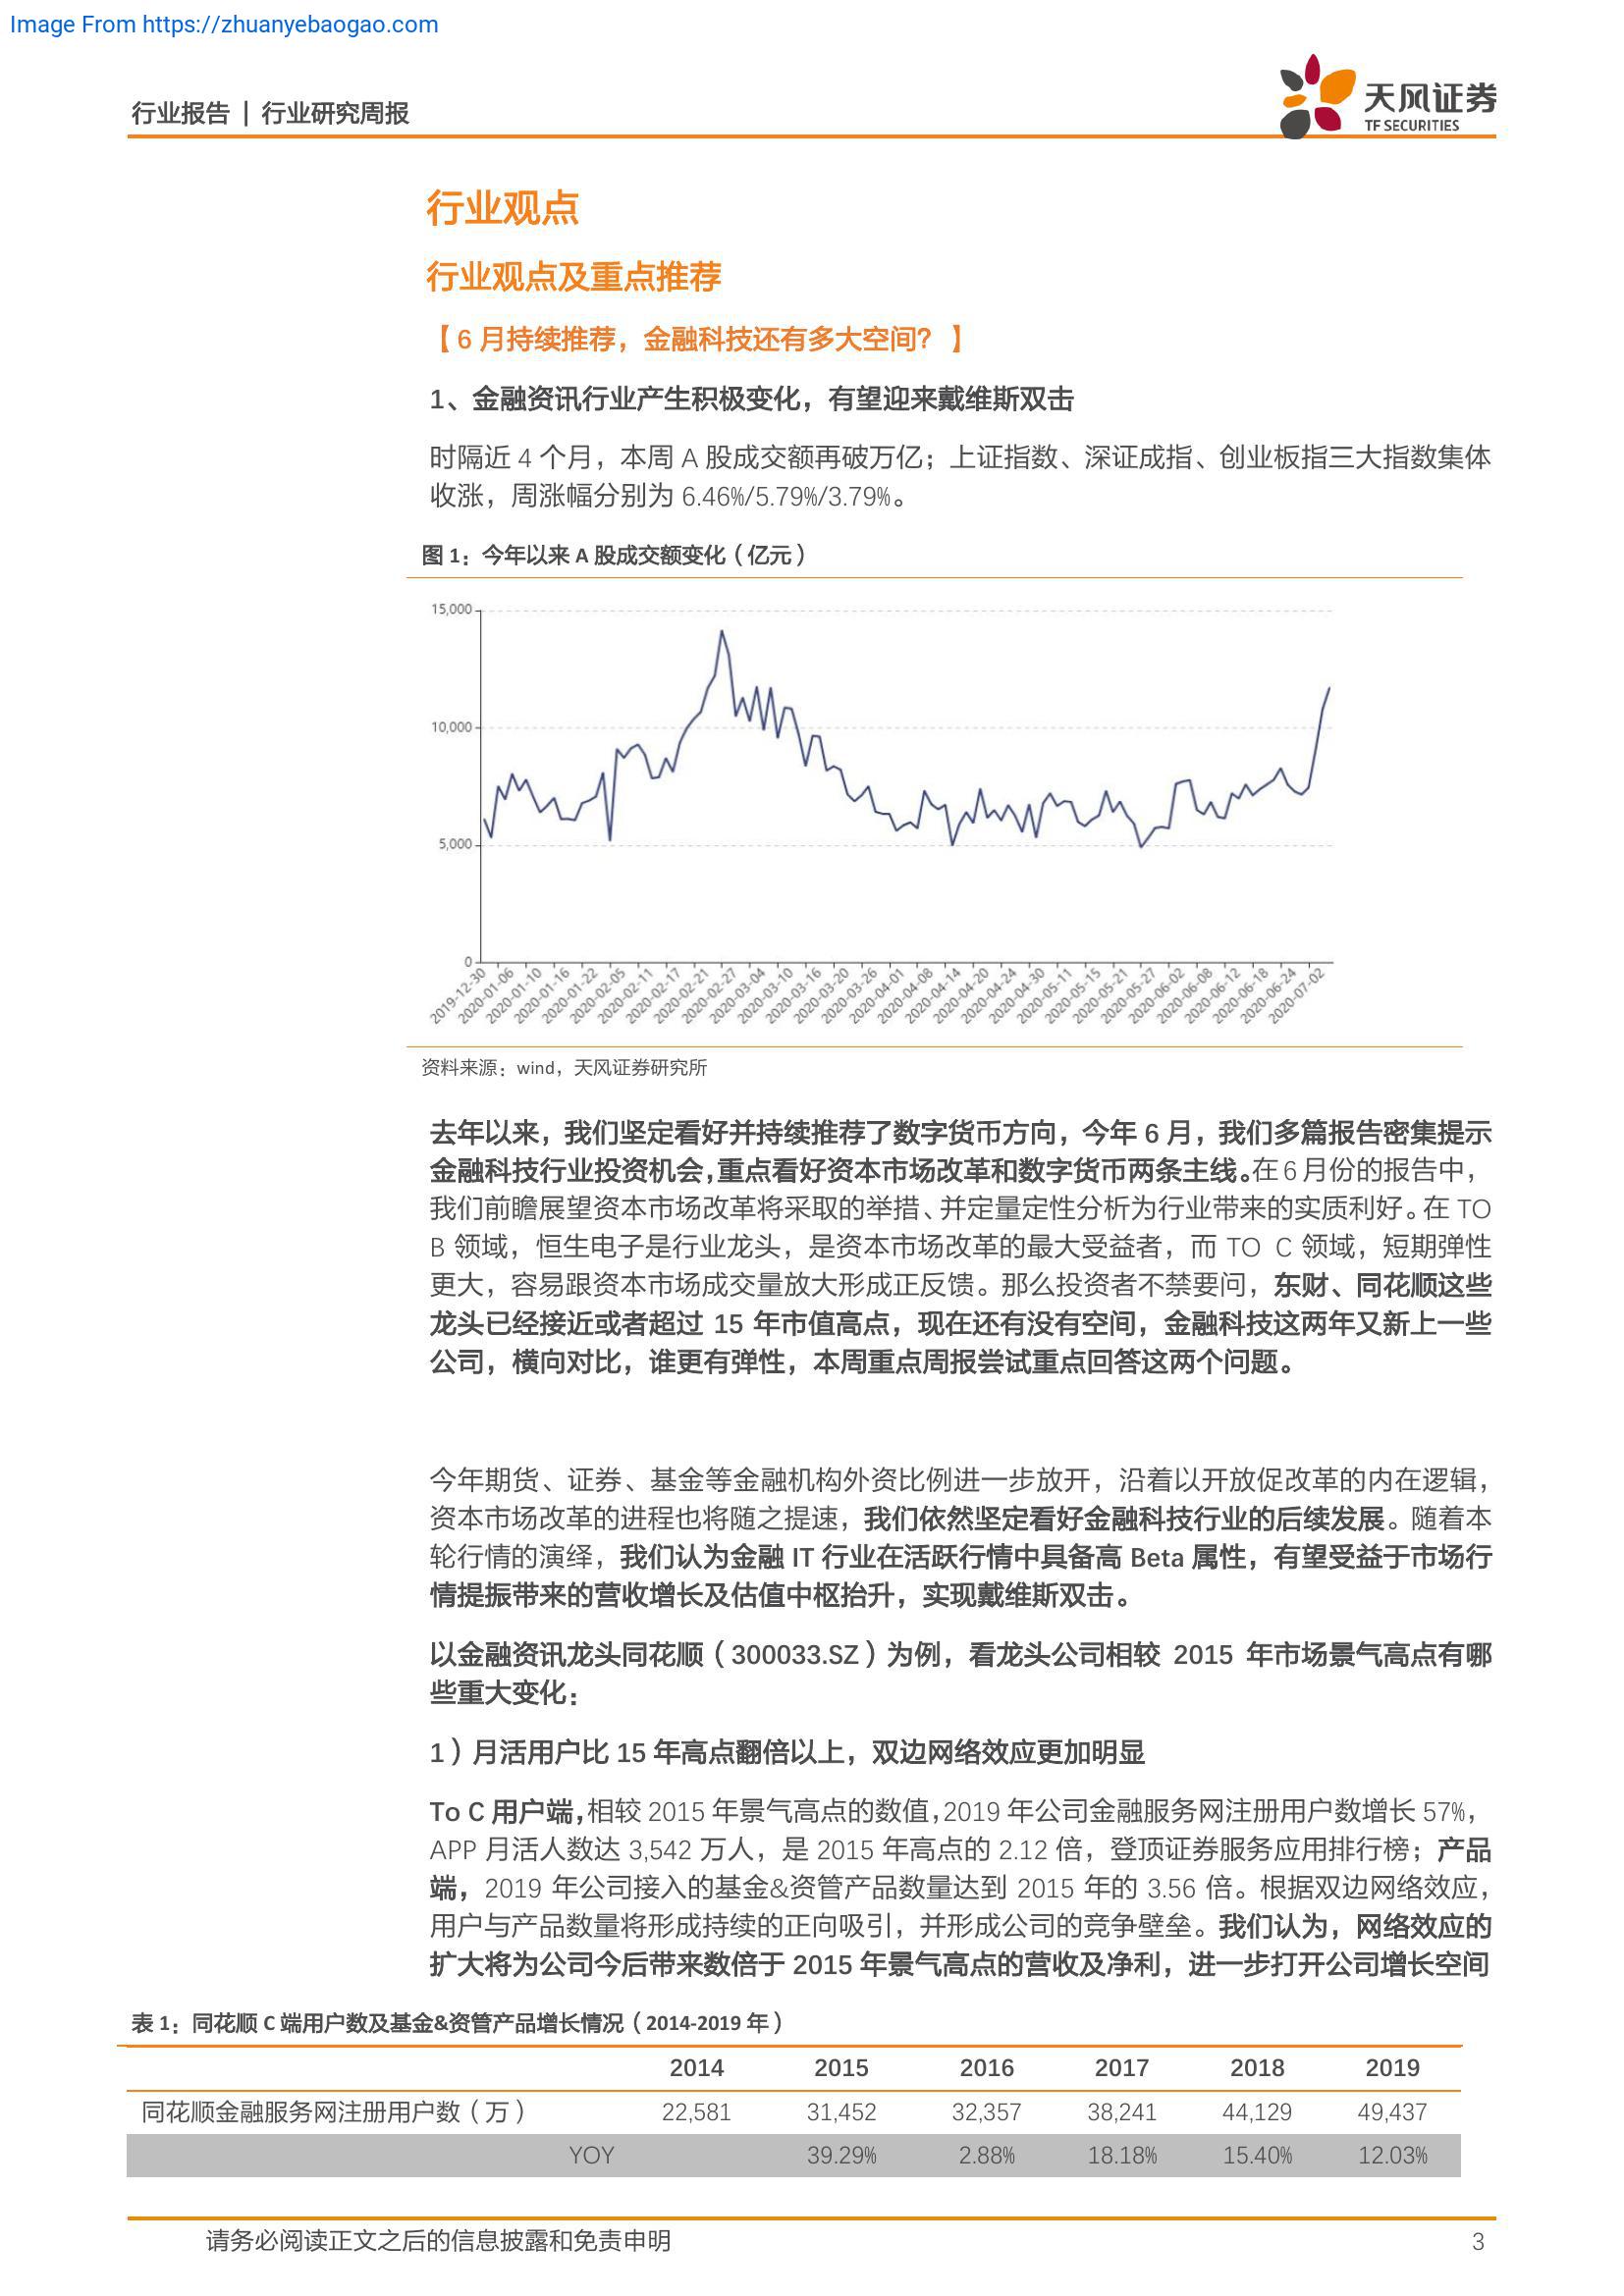 Image From https://zhuanyebaogao.com
行业报告 | 行业研究周报
天风证券
TF SECURITIES
行业观点
行业观点及重点推荐
【 6 月持续推荐，金融科技还有多大空间？ 】
1、金融资讯行业产生积极变化，有望迎来戴维斯双击
时隔近 4 个月，本周 A 股成交额再破万亿；上证指数、深证成指、创业板指三大指数集体
收涨，周涨幅分别为 6.46%/5.79%/3.79%。
图 1：今年以来 A 股成交额变化（亿元）
15,000
10,000
5,000
0
2019-12-30
2020-01-06
2020-01-10
2020-01-16
2020-01-22
2020-02-05
2020-02-11
2020-02-17
2020-02-21
2020-02-27
2020-03-04
2020-03-10
2020-03-16
2020-03-20
2020-03-26
2020-04-01
2020-04-08
2020-04-14
2020-04-20
2020-04-24
2020-04-30
2020-05-11
2020-05-15
2020-05-21
2020-05-27
2020-06-02
2020-06-08
2020-06-12
2020-06-18
2020-06-24
2020-07-02
资料来源：wind，天风证券研究所
去年以来，我们坚定看好并持续推荐了数字货币方向，今年 6 月，我们多篇报告密集提示
金融科技行业投资机会，重点看好资本市场改革和数字货币两条主线。在 6 月份的报告中，
我们前瞻展望资本市场改革将采取的举措、并定量定性分析为行业带来的实质利好。在 TO
B 领域，恒生电子是行业龙头，是资本市场改革的最大受益者，而 TO C 领域，短期弹性
更大，容易跟资本市场成交量放大形成正反馈。那么投资者不禁要问，东财、同花顺这些
龙头已经接近或者超过 15 年市值高点，现在还有没有空间，金融科技这两年又新上一些
公司，横向对比，谁更有弹性，本周重点周报尝试重点回答这两个问题。
今年期货、证券、基金等金融机构外资比例进一步放开，沿着以开放促改革的内在逻辑，
资本市场改革的进程也将随之提速，我们依然坚定看好金融科技行业的后续发展。随着本
轮行情的演绎，我们认为金融 IT 行业在活跃行情中具备高 Beta 属性，有望受益于市场行
情提振带来的营收增长及估值中枢抬升，实现戴维斯双击。
以金融资讯龙头同花顺（300033.SZ）为例，看龙头公司相较 2015 年市场景气高点有哪
些重大变化：
1）月活用户比 15 年高点翻倍以上，双边网络效应更加明显
To C 用户端，相较 2015 年景气高点的数值，2019 年公司金融服务网注册用户数增长 57%，
APP 月活人数达 3,542 万人，是 2015 年高点的 2.12 倍，登顶证券服务应用排行榜；产品
端，2019 年公司接入的基金&资管产品数量达到 2015 年的 3.56 倍。根据双边网络效应，
用户与产品数量将形成持续的正向吸引，并形成公司的竞争壁垒。我们认为，网络效应的
扩大将为公司今后带来数倍于 2015 年景气高点的营收及净利，进一步打开公司增长空间
表 1：同花顺 C 端用户数及基金&资管产品增长情况（2014-2019 年）
2014 2015 2016 2017 2018 2019
同花顺金融服务网注册用户数（万） 22,581 31,452 32,357 38,241 44,129 49,437
YOY 39.29% 2.88% 18.18% 15.40% 12.03%
请务必阅读正文之后的信息披露和免责申明 3